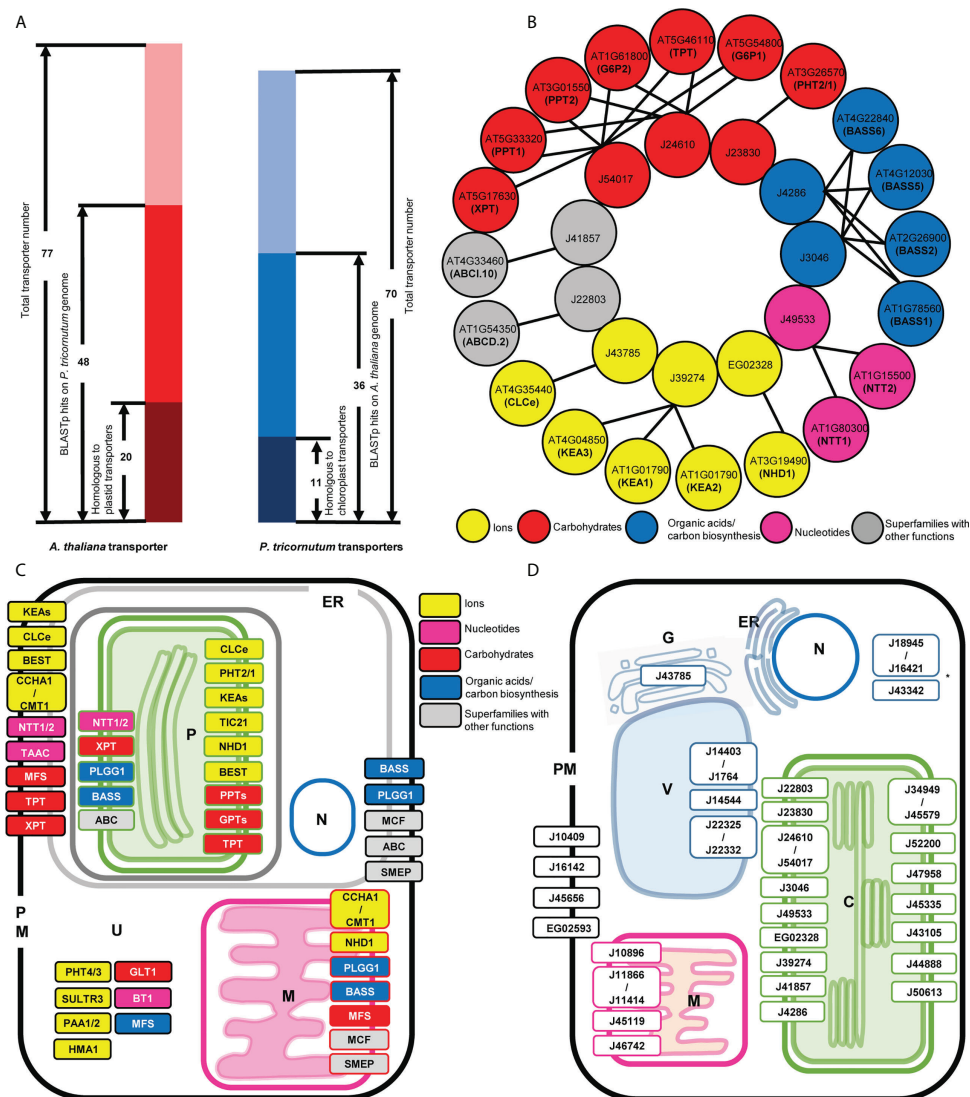 A
77
Total transporter number
48
BLASTp hits on P. tricornutum genome
20
Homologous to
plastid transporters
A. thaliana transporter
11
Homolgous to
chloroplast transporters
36
BLASTp hits on A. thaliana genome
70
Total transporter number
P. tricornutum transporters
B
AT5G46110
(TPT)
AT5G54800
(G6P1)
AT1G61800
(G6P2)
AT3G26570
(PHT2/1)
AT3G01550
(PPT2)
AT4G22840
(BASS6)
AT5G33320
(PPT1)
J24610
J23830
AT4G12030
(BASS5)
J54017
J4286
AT5G17630
(XPT)
AT2G26900
(BASS2)
J41857
J3046
AT4G33460
(ABCI.10)
J22803
J49533
AT1G78560
(BASS1)
AT1G54350
(ABCD.2)
J43785
J39274
EG02328
AT1G15500
(NTT2)
AT4G35440
(CLCe)
AT1G80300
(NTT1)
AT4G04850
(KEA3)
AT1G01790
(KEA1)
AT1G01790
(KEA2)
AT3G19490
(NHD1)
Ions
Carbohydrates
Organic acids/
carbon biosynthesis
Nucleotides
Superfamilies with
other functions
C
ER
KEAs
CLCe
BEST
CCHA1
/
CMT1
NTT1/2
TAAC
MFS
TPT
XPT
NTT1/2
XPT
PLGG1
BASS
ABC
P
CLCe
PHT2/1
KEAs
TIC21
NHD1
BEST
PPTs
GPTs
TPT
N
BASS
PLGG1
MCF
ABC
SMEP
Ions
Nucleotides
Carbohydrates
Organic acids/
carbon biosynthesis
Superfamilies with
other functions
P
M
U
PHT4/3
GLT1
SULTR3
BT1
PAA1/2
MFS
HMA1
M
CCHA1
/
CMT1
NHD1
PLGG1
BASS
MFS
MCF
SMEP
D
G
ER
N
J43785
J18945
/
J16421
*
J43342
PM
V
J14403
/
J1764
J14544
J22325
/
J22332
J10409
J16142
J45656
EG02593
J22803
J23830
J24610
/
J54017
J3046
J49533
EG02328
J39274
J41857
J4286
C
J34949
/
J45579
J52200
J47958
J45335
J43105
J44888
J50613
J10896
J11866
/
J11414
J45119
J46742
M